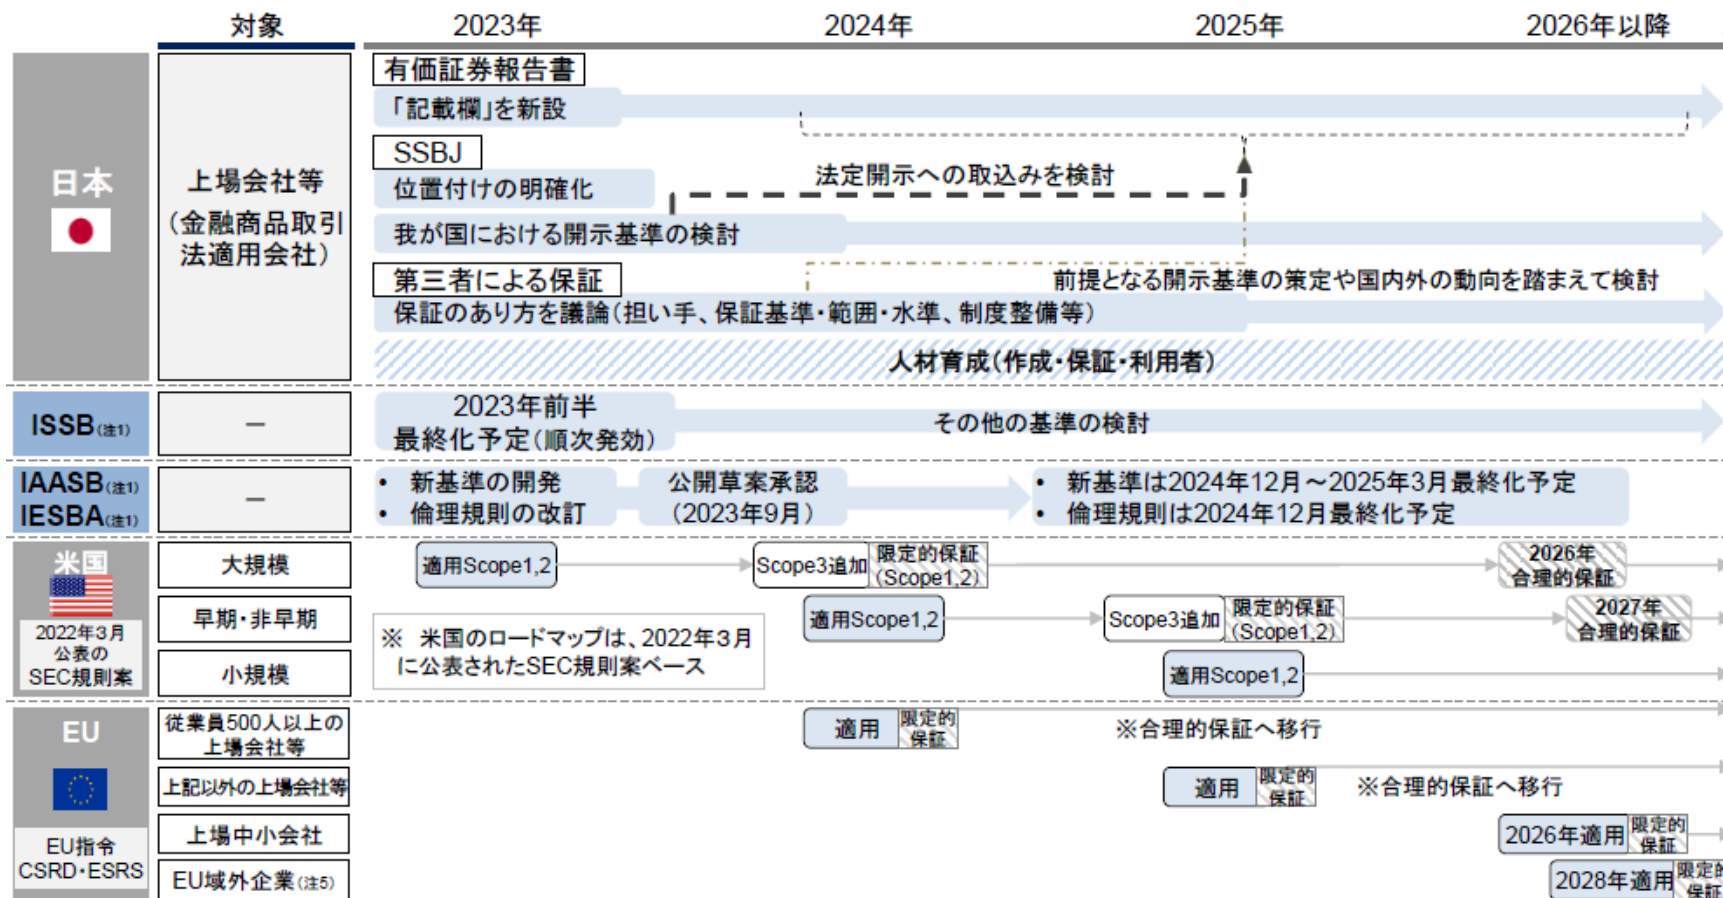 対象
2023年
2024年
2025年
2026年以降
日本
上場会社等
(金融商品取引
法適用会社)
有価証券報告書
「記載欄」を新設
SSBJ
位置付けの明確化
法定開示への取込みを検討
我が国における開示基準の検討
第三者による保証
前提となる開示基準の策定や国内外の動向を踏まえて検討
保証のあり方を議論(担い手、保証基準・範囲・水準、制度整備等)
人材育成(作成・保証・利用者)
ISSB(注1)
―
2023年前半
最終化予定(順次発効)
その他の基準の検討
IAASB(注1)
IESBA(注1)
―
• 新基準の開発
• 倫理規則の改訂
公開草案承認
(2023年9月)
• 新基準は2024年12月～2025年3月最終化予定
• 倫理規則は2024年12月最終化予定
米国
2022年3月
公表の
SEC規則案
大規模
適用Scope1,2
Scope3追加
限定的保証
(Scope1,2)
2026年
合理的保証
早期・非早期
適用Scope1,2
Scope3追加
限定的保証
(Scope1,2)
2027年
合理的保証
※ 米国のロードマップは、2022年3月
に公表されたSEC規則案ベース
小規模
適用Scope1,2
EU
EU指令
CSRD・ESRS
従業員500人以上の
上場会社等
適用
限定的
保証
※合理的保証へ移行
上記以外の上場会社等
適用
限定的
保証
※合理的保証へ移行
上場中小会社
2026年適用
限定的
保証
EU域外企業(注5)
2028年適用
限定的
保証